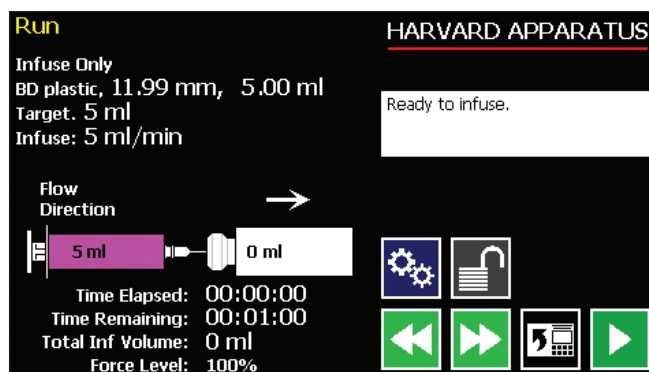 Run
HARVARD APPARATUS
Infuse Only
BD plastic, 11.99 mm, 5.00 ml
Target. 5 ml
Infuse: 5 ml/min
Ready to infuse.
Flow
Direction
5 ml
0 ml
Time Elapsed: 00:00:00
Time Remaining: 00:01:00
Total Inf Volume: 0 ml
Force Level: 100%